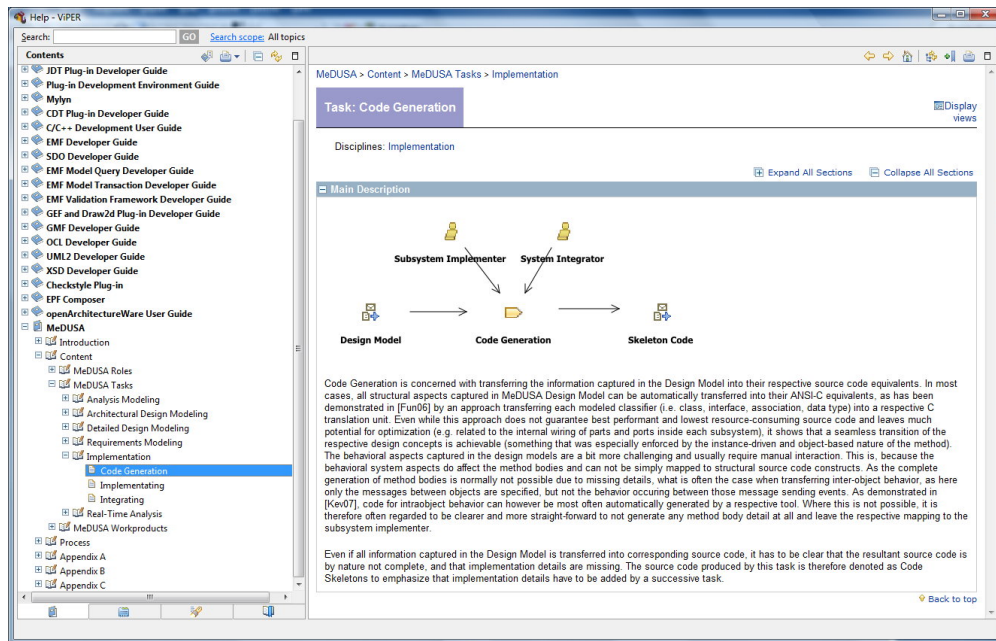 Help - ViPER
Search:
GO
Search scope: All topics
Contents
JDT Plug-in Developer Guide
Plug-in Development Environment Guide
Mylyn
CDT Plug-in Developer Guide
C/C++ Development User Guide
EMF Developer Guide
SDO Developer Guide
EMF Model Query Developer Guide
EMF Model Transaction Developer Guide
EMF Validation Framework Developer Guide
GEF and Draw2d Plug-in Developer Guide
GMF Developer Guide
OCL Developer Guide
UML2 Developer Guide
XSD Developer Guide
Checkstyle Plug-in
EPF Composer
openArchitectureWare User Guide
MeDUSA
Introduction
Content
MeDUSA Roles
MeDUSA Tasks
Analysis Modeling
Architectural Design Modeling
Detailed Design Modeling
Requirements Modeling
Implementation
Code Generation
Implementating
Integrating
Real-Time Analysis
MeDUSA Workproducts
Process
Appendix A
Appendix B
Appendix C
MeDUSA > Content > MeDUSA Tasks > Implementation
Task: Code Generation
Display
views
Disciplines: Implementation
Expand All Sections
Collapse All Sections
Main Description
Subsystem Implementer
System Integrator
Design Model
Code Generation
Skeleton Code
Code Generation is concerned with transferring the information captured in the Design Model into their respective source code equivalents. In most
cases, all structural aspects captured in MeDUSA Design Model can be automatically transferred into their ANSI-C equivalents, as has been
demonstrated in [Fun06] by an approach transferring each modeled classifier (i.e. class, interface, association, data type) into a respective C
translation unit. Even while this approach does not guarantee best performant and lowest resource-consuming source code and leaves much
potential for optimization (e.g. related to the internal wiring of parts and ports inside each subsystem), it shows that a seamless transition of the
respective design concepts is achievable (something that was especially enforced by the instance-driven and object-based nature of the method).
The behavioral aspects captured in the design models are a bit more challenging and usually require manual interaction. This is, because the
behavioral system aspects do affect the method bodies and can not be simply mapped to structural source code constructs. As the complete
generation of method bodies is normally not possible due to missing details, what is often the case when transferring inter-object behavior, as here
only the messages between objects are specified, but not the behavior occuring between those message sending events. As demonstrated in
[Kev07], code for intraobject behavior can however be most often automatically generated by a respective tool. Where this is not possible, it is
therefore often regarded to be clearer and more straight-forward to not generate any method body detail at all and leave the respective mapping to the
subsystem implementer.
Even if all information captured in the Design Model is transferred into corresponding source code, it has to be clear that the resultant source code is
by nature not complete, and that implementation details are missing. The source code produced by this task is therefore denoted as Code
Skeletons to emphasize that implementation details have to be added by a successive task.
Back to top